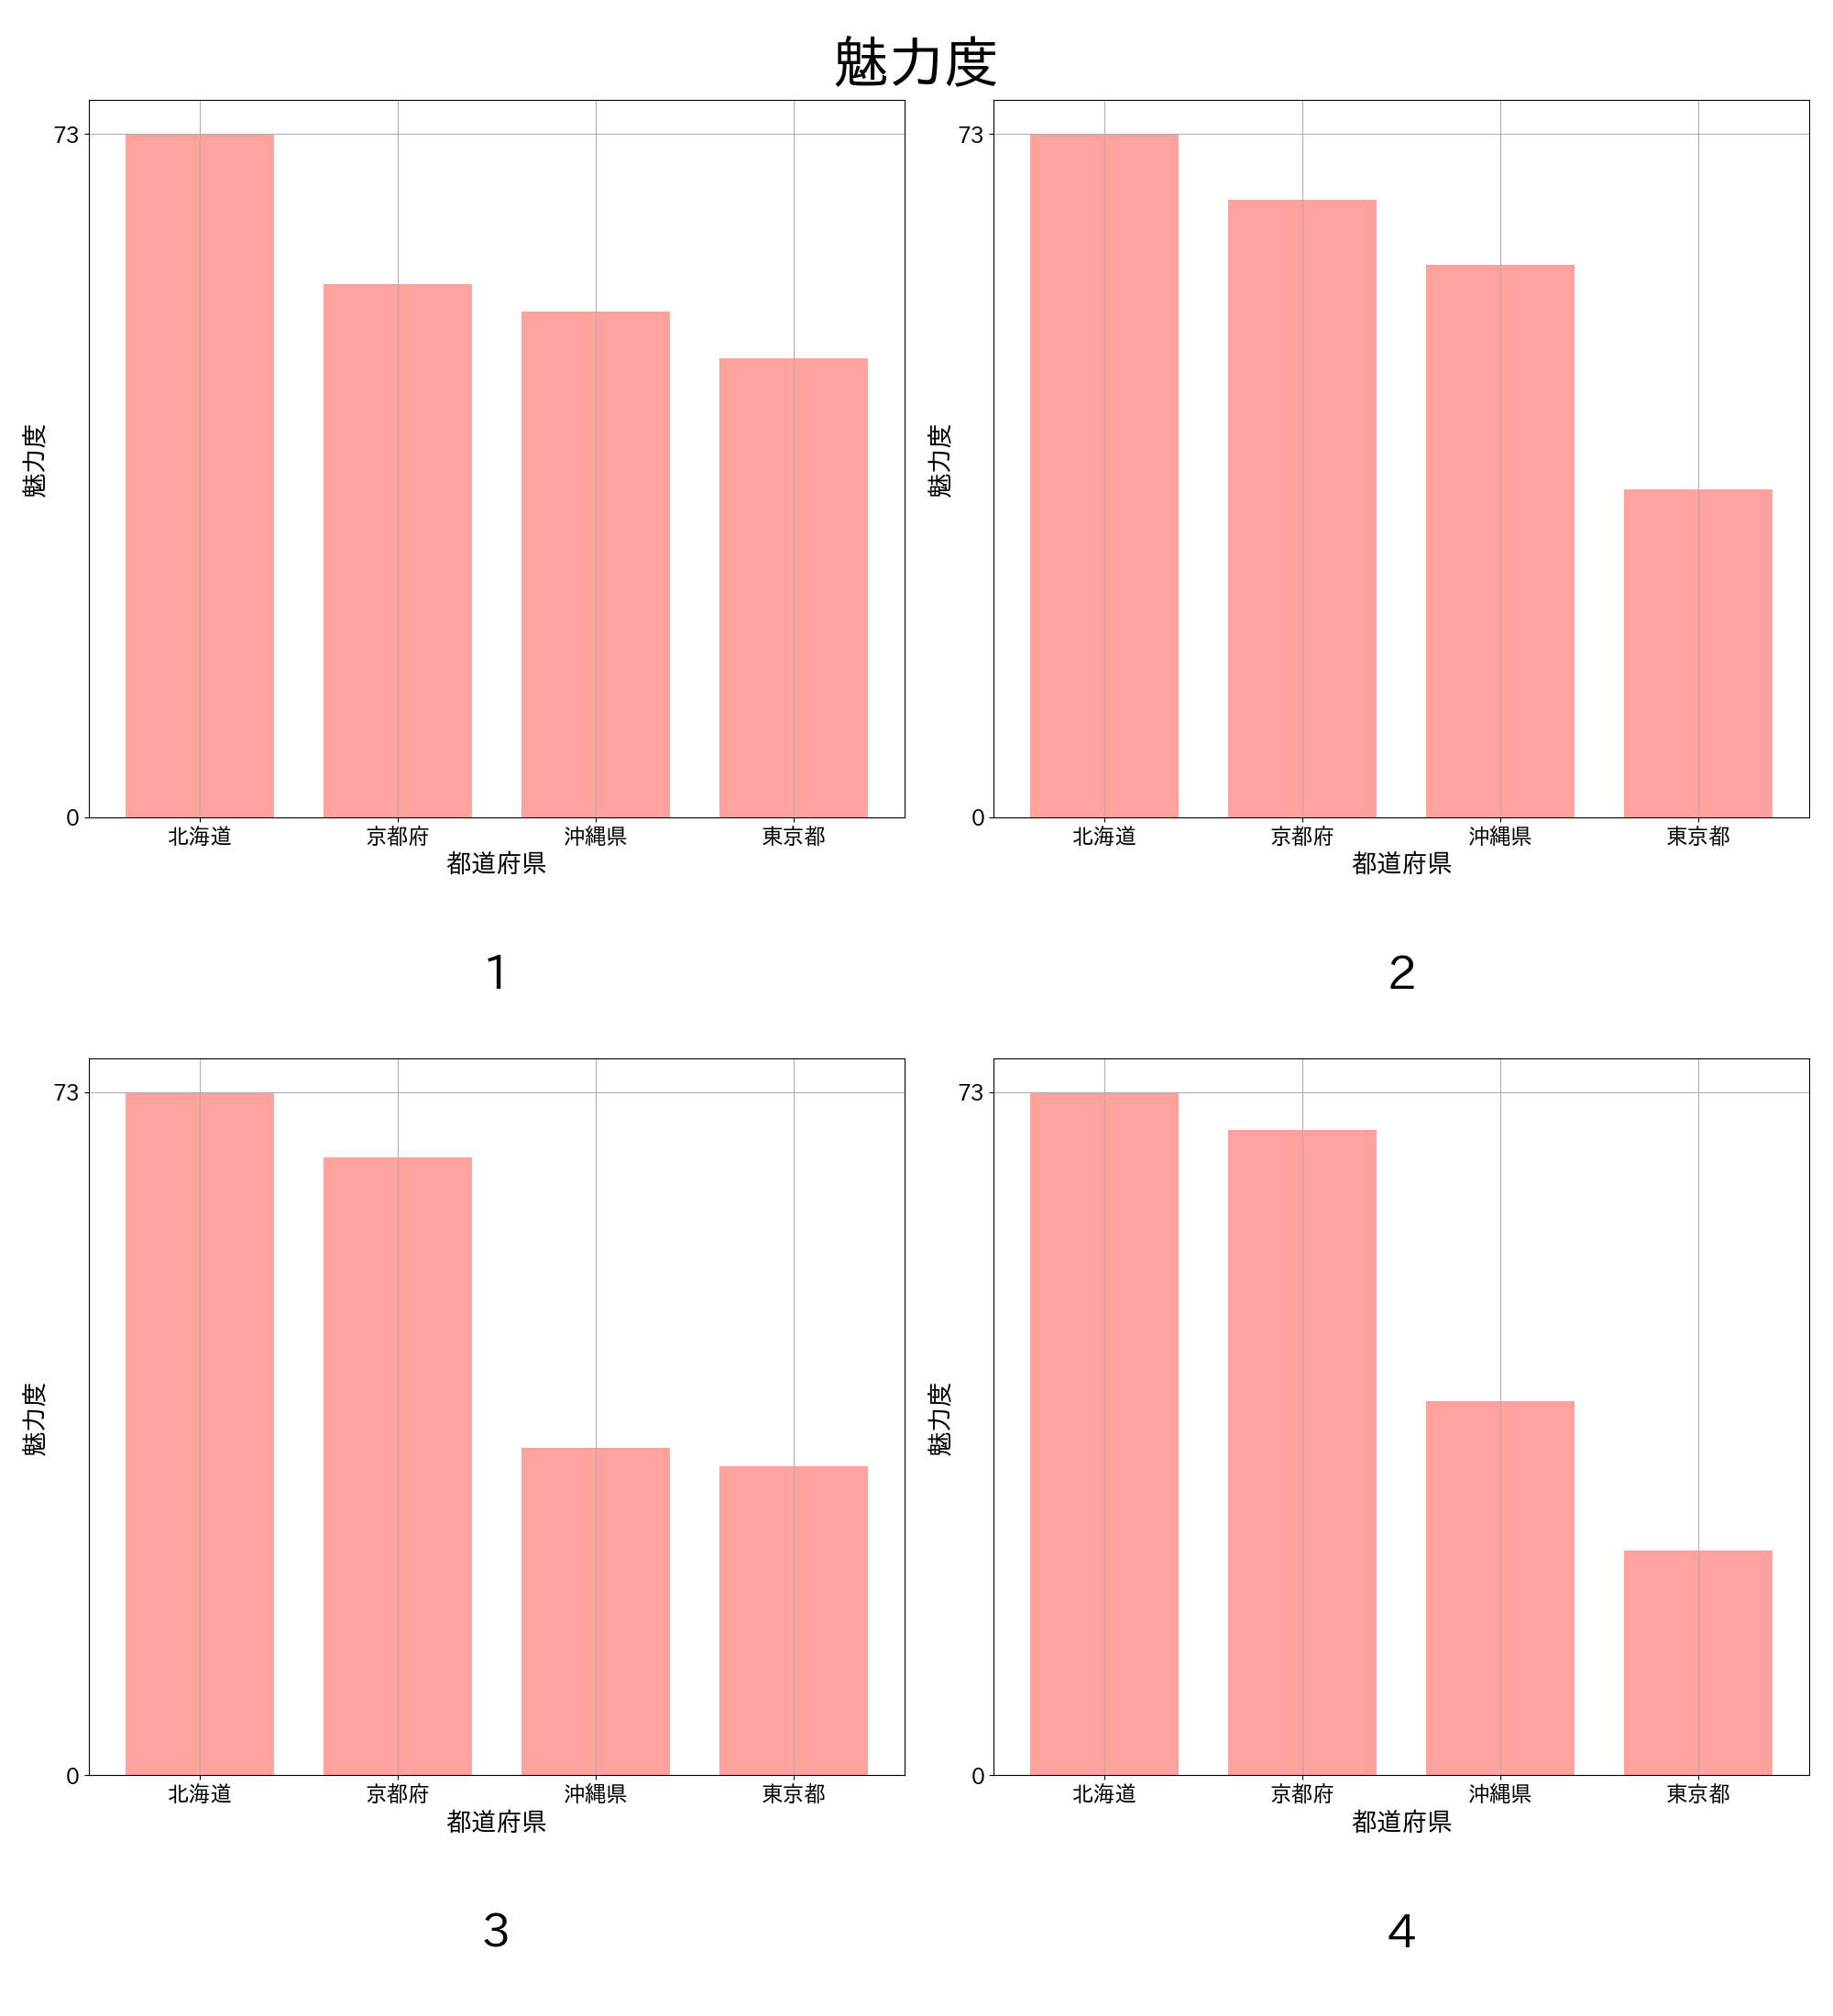 魅力度
73
0
魅力度
北海道 京都府 沖縄県 東京都
都道府県
1
73
0
魅力度
北海道 京都府 沖縄県 東京都
都道府県
2
73
0
魅力度
北海道 京都府 沖縄県 東京都
都道府県
3
73
0
魅力度
北海道 京都府 沖縄県 東京都
都道府県
4